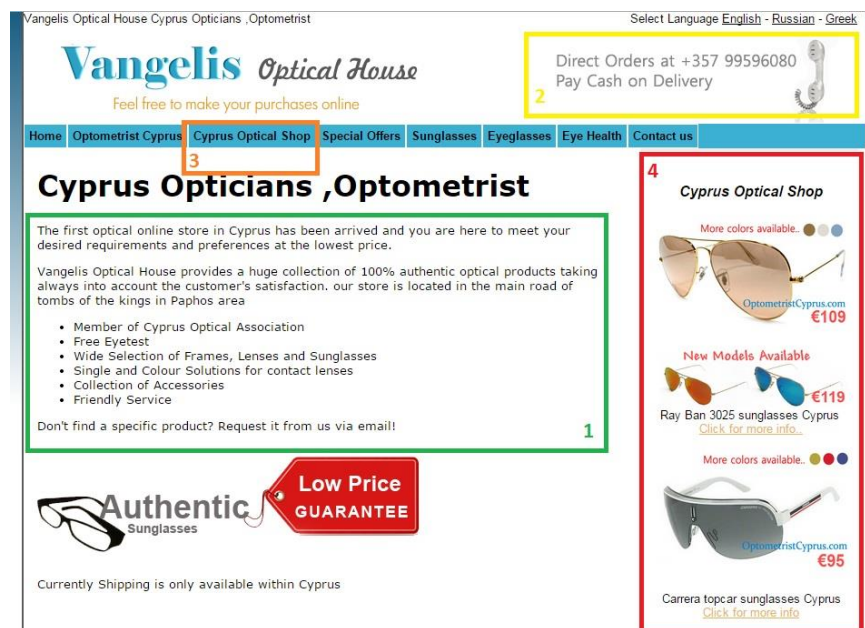 Vangelis Optical House Cyprus Opticians ,Optometrist
Select Language English - Russian - Greek
Vangelis Optical House
Feel free to make your purchases online
Direct Orders at +357 99596080
Pay Cash on Delivery
2
Home Optometrist Cyprus Cyprus Optical Shop Special Offers Sunglasses Eyeglasses Eye Health Contact us
3
Cyprus Opticians ,Optometrist
The first optical online store in Cyprus has been arrived and you are here to meet your
desired requirements and preferences at the lowest price.
Vangelis Optical House provides a huge collection of 100% authentic optical products taking
always into account the customer's satisfaction. our store is located in the main road of
tombs of the kings in Paphos area
• Member of Cyprus Optical Association
• Free Eyetest
• Wide Selection of Frames, Lenses and Sunglasses
• Single and Colour Solutions for contact lenses
• Collection of Accessories
• Friendly Service
Don't find a specific product? Request it from us via email!
1
Authentic
Sunglasses
Low Price
GUARANTEE
Currently Shipping is only available within Cyprus
4
Cyprus Optical Shop
More colors available..
OptometristCyprus.com
€109
New Models Available
€119
Ray Ban 3025 sunglasses Cyprus
Click for more info..
More colors available..
OptometristCyprus.com
€95
Carrera topcar sunglasses Cyprus
Click for more info